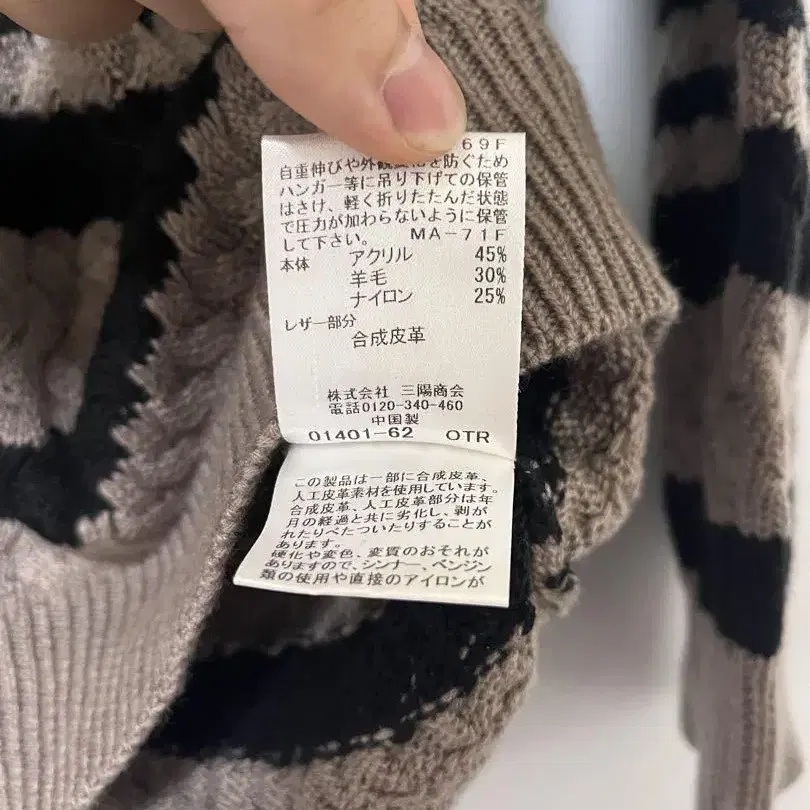 69F
自重伸びや外観変化を防ぐため
ハンガー等に吊り下げての保管
はさけ、軽く折りたたんだ状態
で圧力が加わらないように保管
して下さい。 MA-71F
本体 アクリル 45%
羊毛 30%
ナイロン 25%
レザー部分
合成皮革
株式会社 三陽商会
電話0120-340-460
中国製
01401-62 OTR
この製品は一部に合成皮革、
人工皮革素材を使用しています。
合成皮革、人工皮革部分は年
月の経過と共に劣化し、剥が
れたりべたついたりすることが
あります。
硬化や変色、変質のおそれが
ありますので、シンナー、ベンジン
類の使用や直接のアイロンが